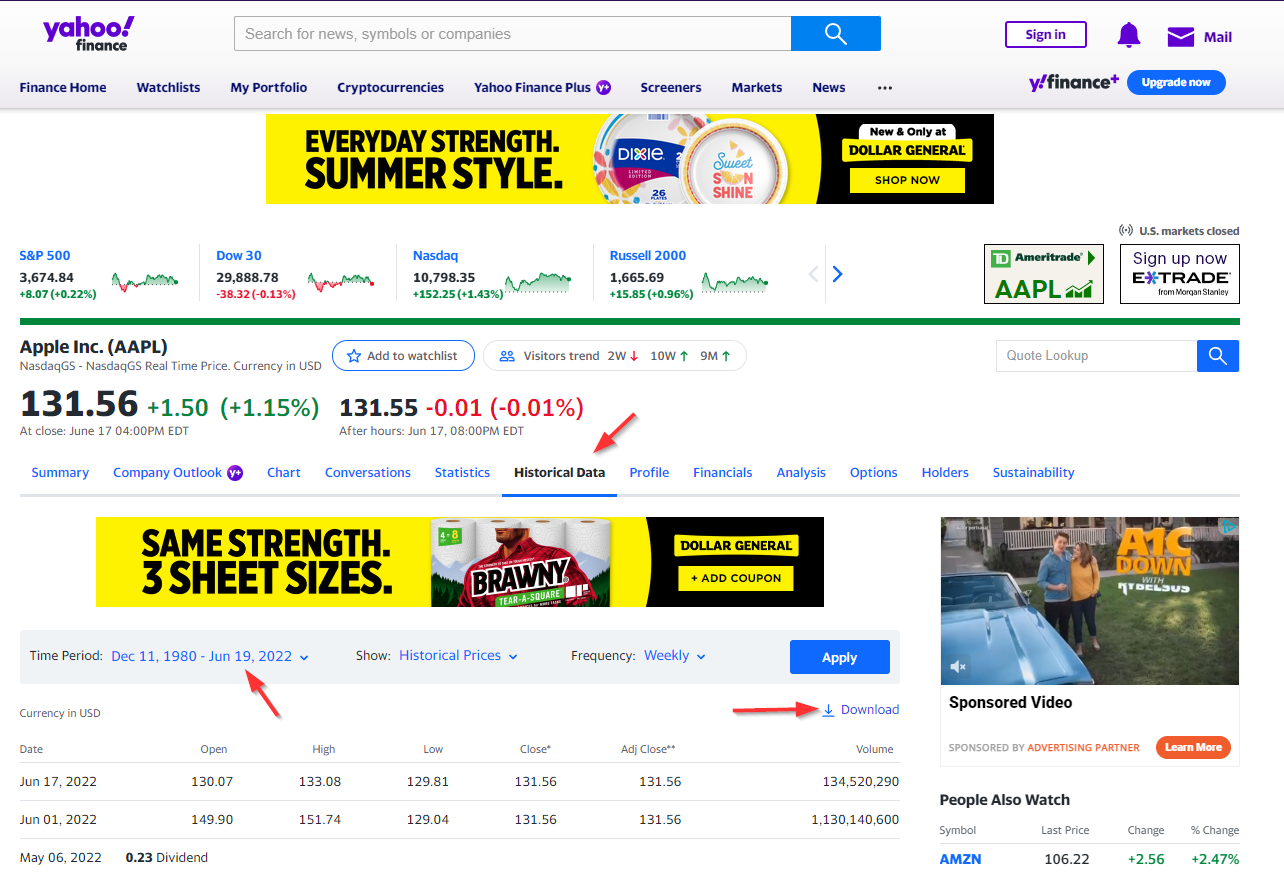 yahoo!
finance
Search for news, symbols or companies
Sign in
Mail
Finance Home Watchlists My Portfolio Cryptocurrencies Yahoo Finance Plus Y+ Screeners Markets News ...
y!finance+ Upgrade now
EVERYDAY STRENGTH.
SUMMER STYLE.
DIXIE
LIMITED
EDITION
26
PLATES
Sweet
SUN
SHINE
New & Only at
DOLLAR GENERAL
SHOP NOW
U.S. markets closed
S&P 500
3,674.84
+8.07 (+0.22%)
Dow 30
29,888.78
-38.32 (-0.13%)
Nasdaq
10,798.35
+152.25 (+1.43%)
Russell 2000
1,665.69
+15.85 (+0.96%)
TD Ameritrade
AAPL
Sign up now
E*TRADE
from Morgan Stanley
Apple Inc. (AAPL)
NasdaqGS - NasdaqGS Real Time Price. Currency in USD
Add to watchlist
Visitors trend 2W ↓ 10W ↑ 9M ↑
Quote Lookup
131.56 +1.50 (+1.15%)
At close: June 17 04:00PM EDT
131.55 -0.01 (-0.01%)
After hours: Jun 17, 08:00PM EDT
Summary Company Outlook Y+ Chart Conversations Statistics Historical Data Profile Financials Analysis Options Holders Sustainability
SAME STRENGTH.
3 SHEET SIZES.
4=8
BRAWNY
TEAR-A-SQUARE
DOLLAR GENERAL
+ ADD COUPON
A1C
DOWN
WITH
RYBELSUS
Time Period: Dec 11, 1980 - Jun 19, 2022 Show: Historical Prices Frequency: Weekly Apply
Currency in USD
Download
Date Open High Low Close* Adj Close** Volume
Jun 17, 2022 130.07 133.08 129.81 131.56 131.56 134,520,290
Jun 01, 2022 149.90 151.74 129.04 131.56 131.56 1,130,140,600
May 06, 2022 0.23 Dividend
Sponsored Video
SPONSORED BY ADVERTISING PARTNER Learn More
People Also Watch
Symbol Last Price Change % Change
AMZN 106.22 +2.56 +2.47%